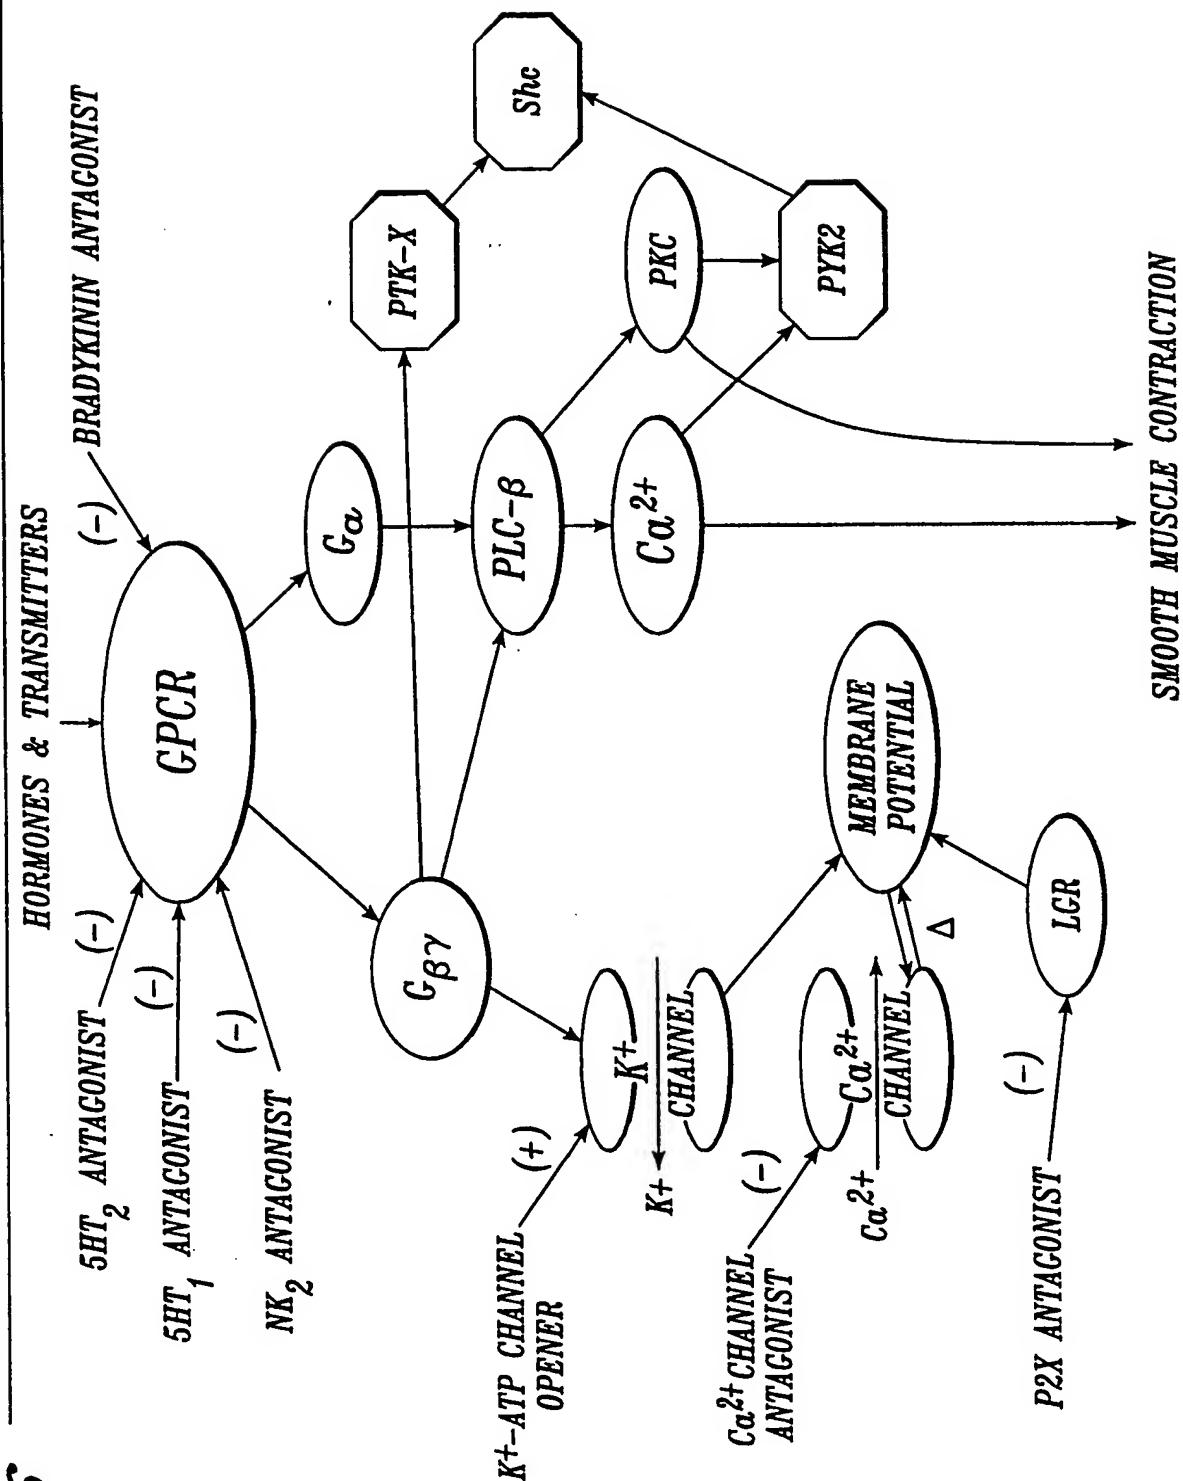 HORMONES & TRANSMITTERS
5HT2 ANTAGONIST
(-)
5HT1 ANTAGONIST
(-)
NK2 ANTAGONIST
(-)
BRADYKININ ANTAGONIST
(-)
GPCR
Gα
Gβγ
PTK-X
Shc
PLC-β
PKC
Ca2+
PYK2
K+-ATP CHANNEL
OPENER
(+)
K+
K+
CHANNEL
Ca2+ CHANNEL
ANTAGONIST
(-)
Ca2+
Ca2+
CHANNEL
Δ
MEMBRANE
POTENTIAL
P2X ANTAGONIST
(-)
LGR
SMOOTH MUSCLE CONTRACTION